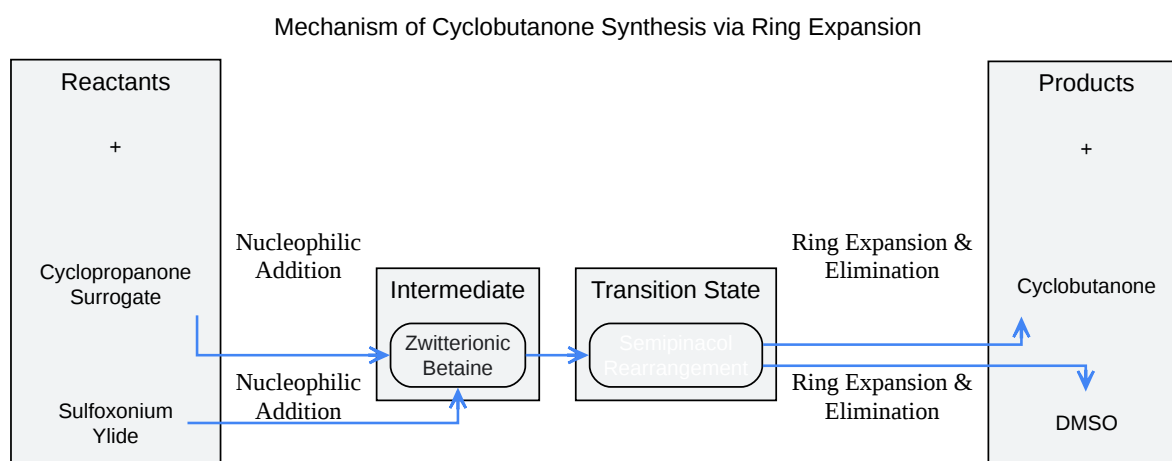 Mechanism of Cyclobutanone Synthesis via Ring Expansion
Reactants
+
Cyclopropanone
Surrogate
Sulfoxonium
Ylide
Nucleophilic
Addition
Nucleophilic
Addition
Intermediate
Zwitterionic
Betaine
Transition State
Semipinacol
Rearrangement
Ring Expansion &
Elimination
Ring Expansion &
Elimination
Products
+
Cyclobutanone
DMSO